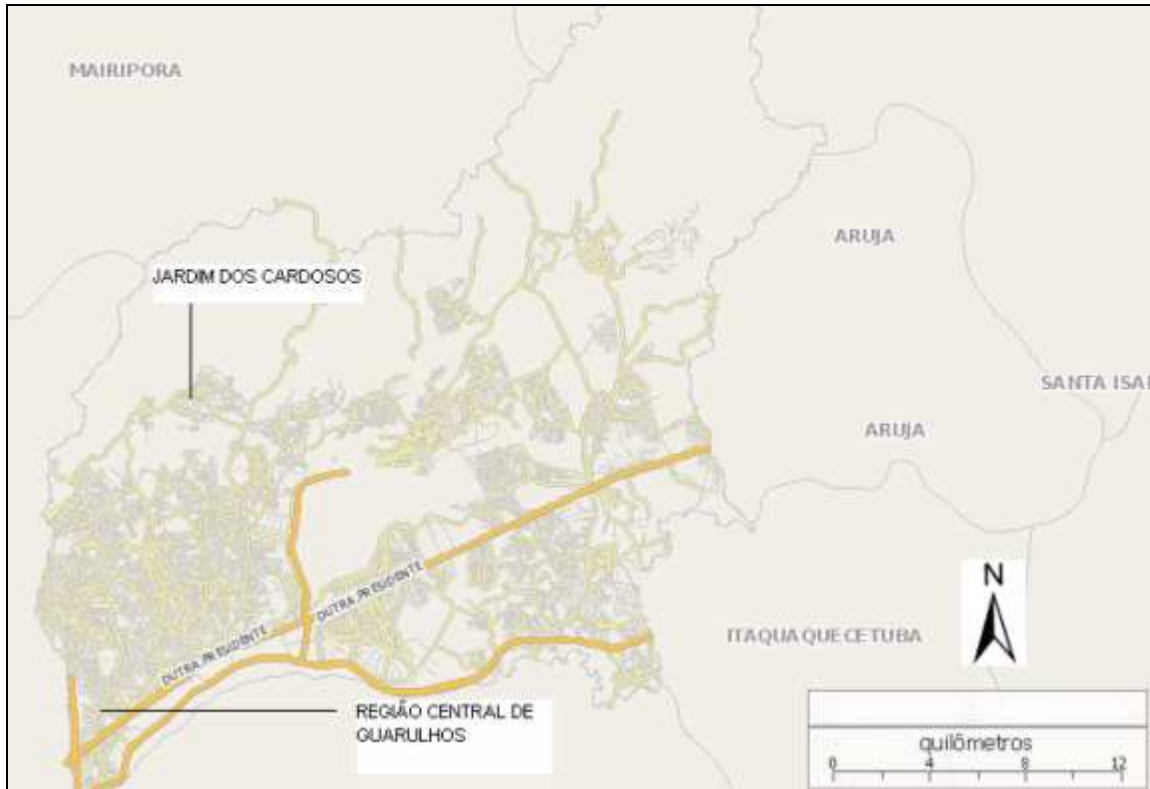 MAIRIPORA
ARUJA
JARDIM DOS CARDOSOS
SANTA ISAI
ARUJA
DUTRA PRESIDENTE
DUTRA PRESIDENTE
ITAQUAQUECETUBA
N
REGIÃO CENTRAL DE
GUARULHOS
quilômetros
0 4 8 12